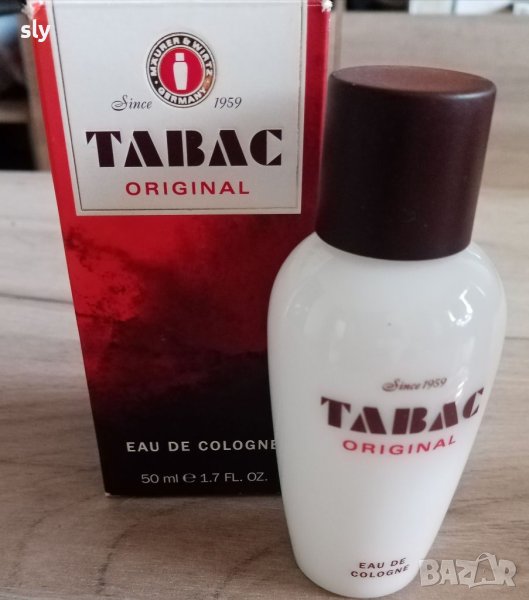 sly
MAURER & WIRTZ
GERMANY
Since 1959
TABAC
ORIGINAL
EAU DE COLOGNE
50 ml e 1.7 FL. OZ.
Since 1959
TABAC
ORIGINAL
EAU DE
COLOGNE
BAZAR